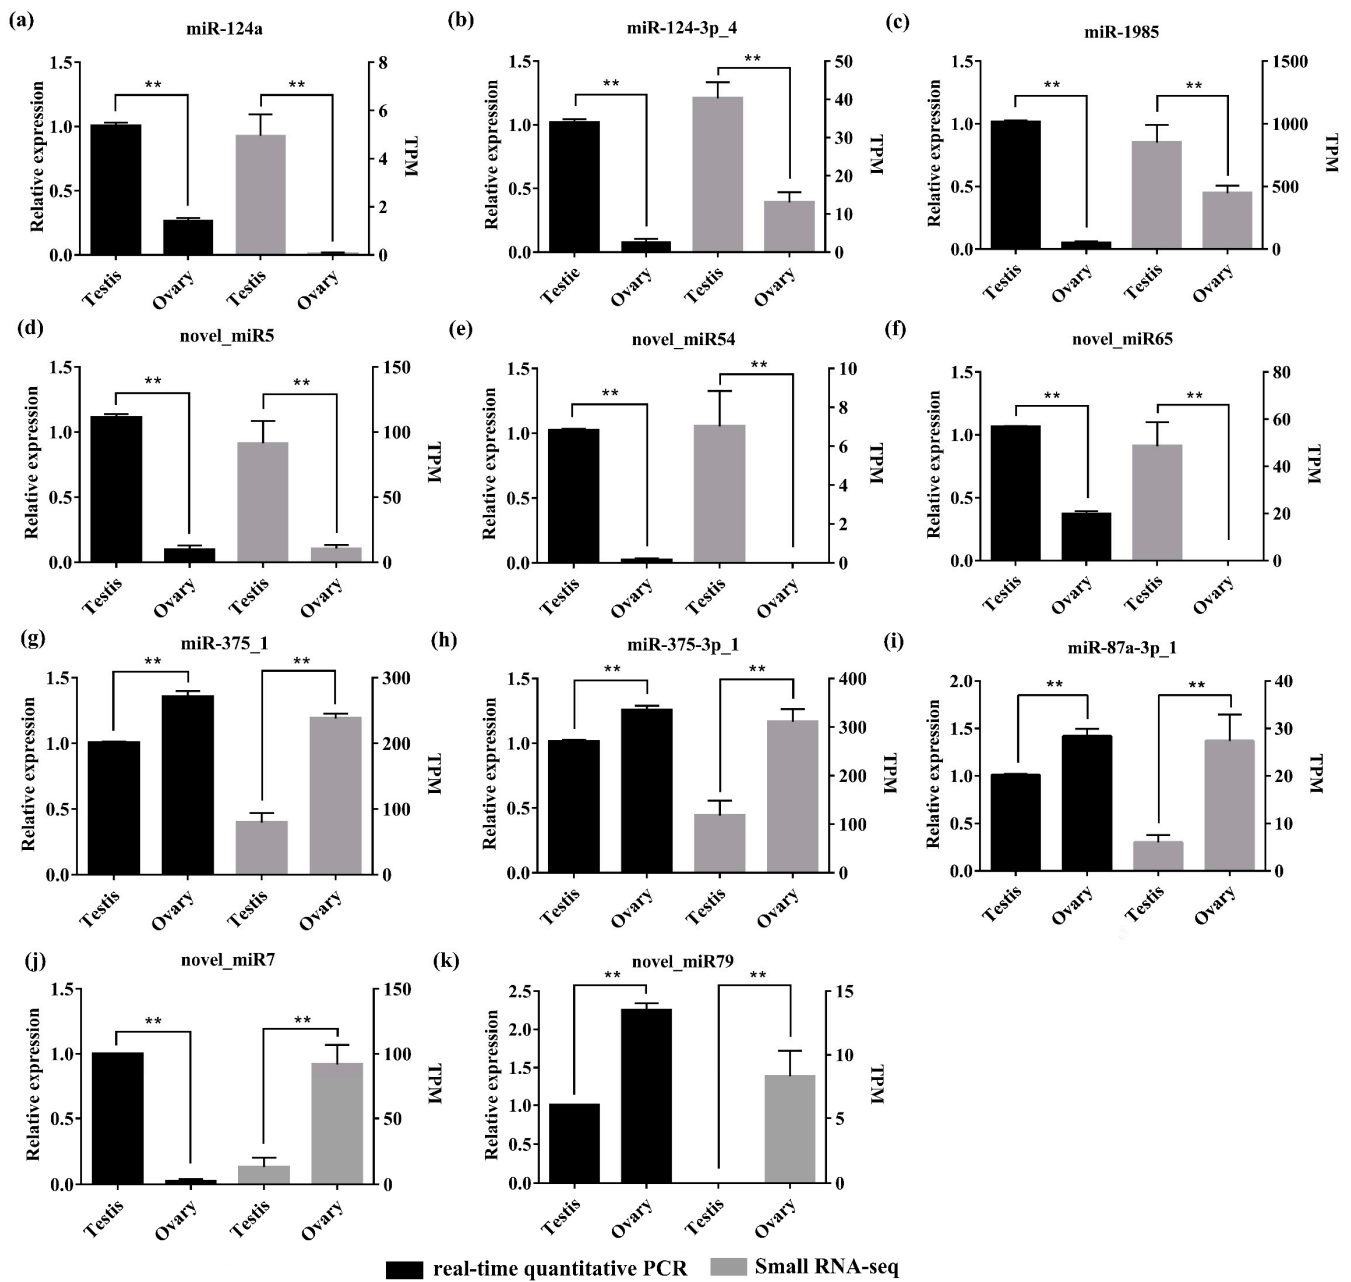 (a) miR-124a
1.5
1.0
0.5
0.0
Relative expression
**
**
8
6
4
2
0
TPM
Testis Ovary Testis Ovary
(b) miR-124-3p_4
1.5
1.0
0.5
0.0
Relative expression
**
**
50
40
30
20
10
0
TPM
Testie Ovary Testis Ovary
(c) miR-1985
1.5
1.0
0.5
0.0
Relative expression
**
**
1500
1000
500
0
TPM
Testis Ovary Testis Ovary
(d) novel_miR5
1.5
1.0
0.5
0.0
Relative expression
**
**
150
100
50
0
TPM
Testis Ovary Testis Ovary
(e) novel_miR54
1.5
1.0
0.5
0.0
Relative expression
**
**
10
8
6
4
2
0
TPM
Testis Ovary Testis Ovary
(f) novel_miR65
1.5
1.0
0.5
0.0
Relative expression
**
**
80
60
40
20
0
TPM
Testis Ovary Testis Ovary
(g) miR-375_1
1.5
1.0
0.5
0.0
Relative expression
**
**
300
200
100
0
TPM
Testis Ovary Testis Ovary
(h) miR-375-3p_1
1.5
1.0
0.5
0.0
Relative expression
**
**
400
300
200
100
0
TPM
Testis Ovary Testis Ovary
(i) miR-87a-3p_1
2.0
1.5
1.0
0.5
0.0
Relative expression
**
**
40
30
20
10
0
TPM
Testis Ovary Testis Ovary
(j) novel_miR7
1.5
1.0
0.5
0.0
Relative expression
**
**
150
100
50
0
TPM
Testis Ovary Testis Ovary
(k) novel_miR79
2.5
2.0
1.5
1.0
0.5
0.0
Relative expression
**
**
15
10
5
0
TPM
Testis Ovary Testis Ovary
real-time quantitative PCR Small RNA-seq